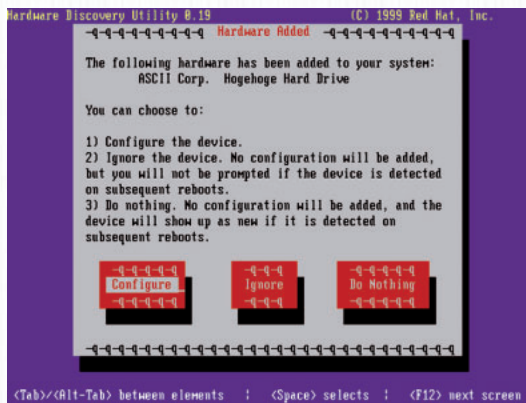 Hardware Discovery Utility 0.19 (C) 1999 Red Hat, Inc.
-q-q-q-q-q-q-q-q-q Hardware Added -q-q-q-q-q-q-q-q-q-q
The following hardware has been added to your system:
ASCII Corp. Hogehoge Hard Drive
You can choose to:
1) Configure the device.
2) Ignore the device. No configuration will be added,
but you will not be prompted if the device is detected
on subsequent reboots.
3) Do nothing. No configuration will be added, and the
device will show up as new if it is detected on
subsequent reboots.
-q-q-q-q-q -q-q-q -q-q-q-q-q
Configure Ignore Do Nothing
-q-q-q-q-q -q-q-q -q-q-q-q-q
-q-q-q-q-q-q-q-q-q-q-q-q-q-q-q-q-q-q-q-q-q-q-q-q-q-q-q-q
<Tab>/<Alt-Tab> between elements | <Space> selects | <F12> next screen